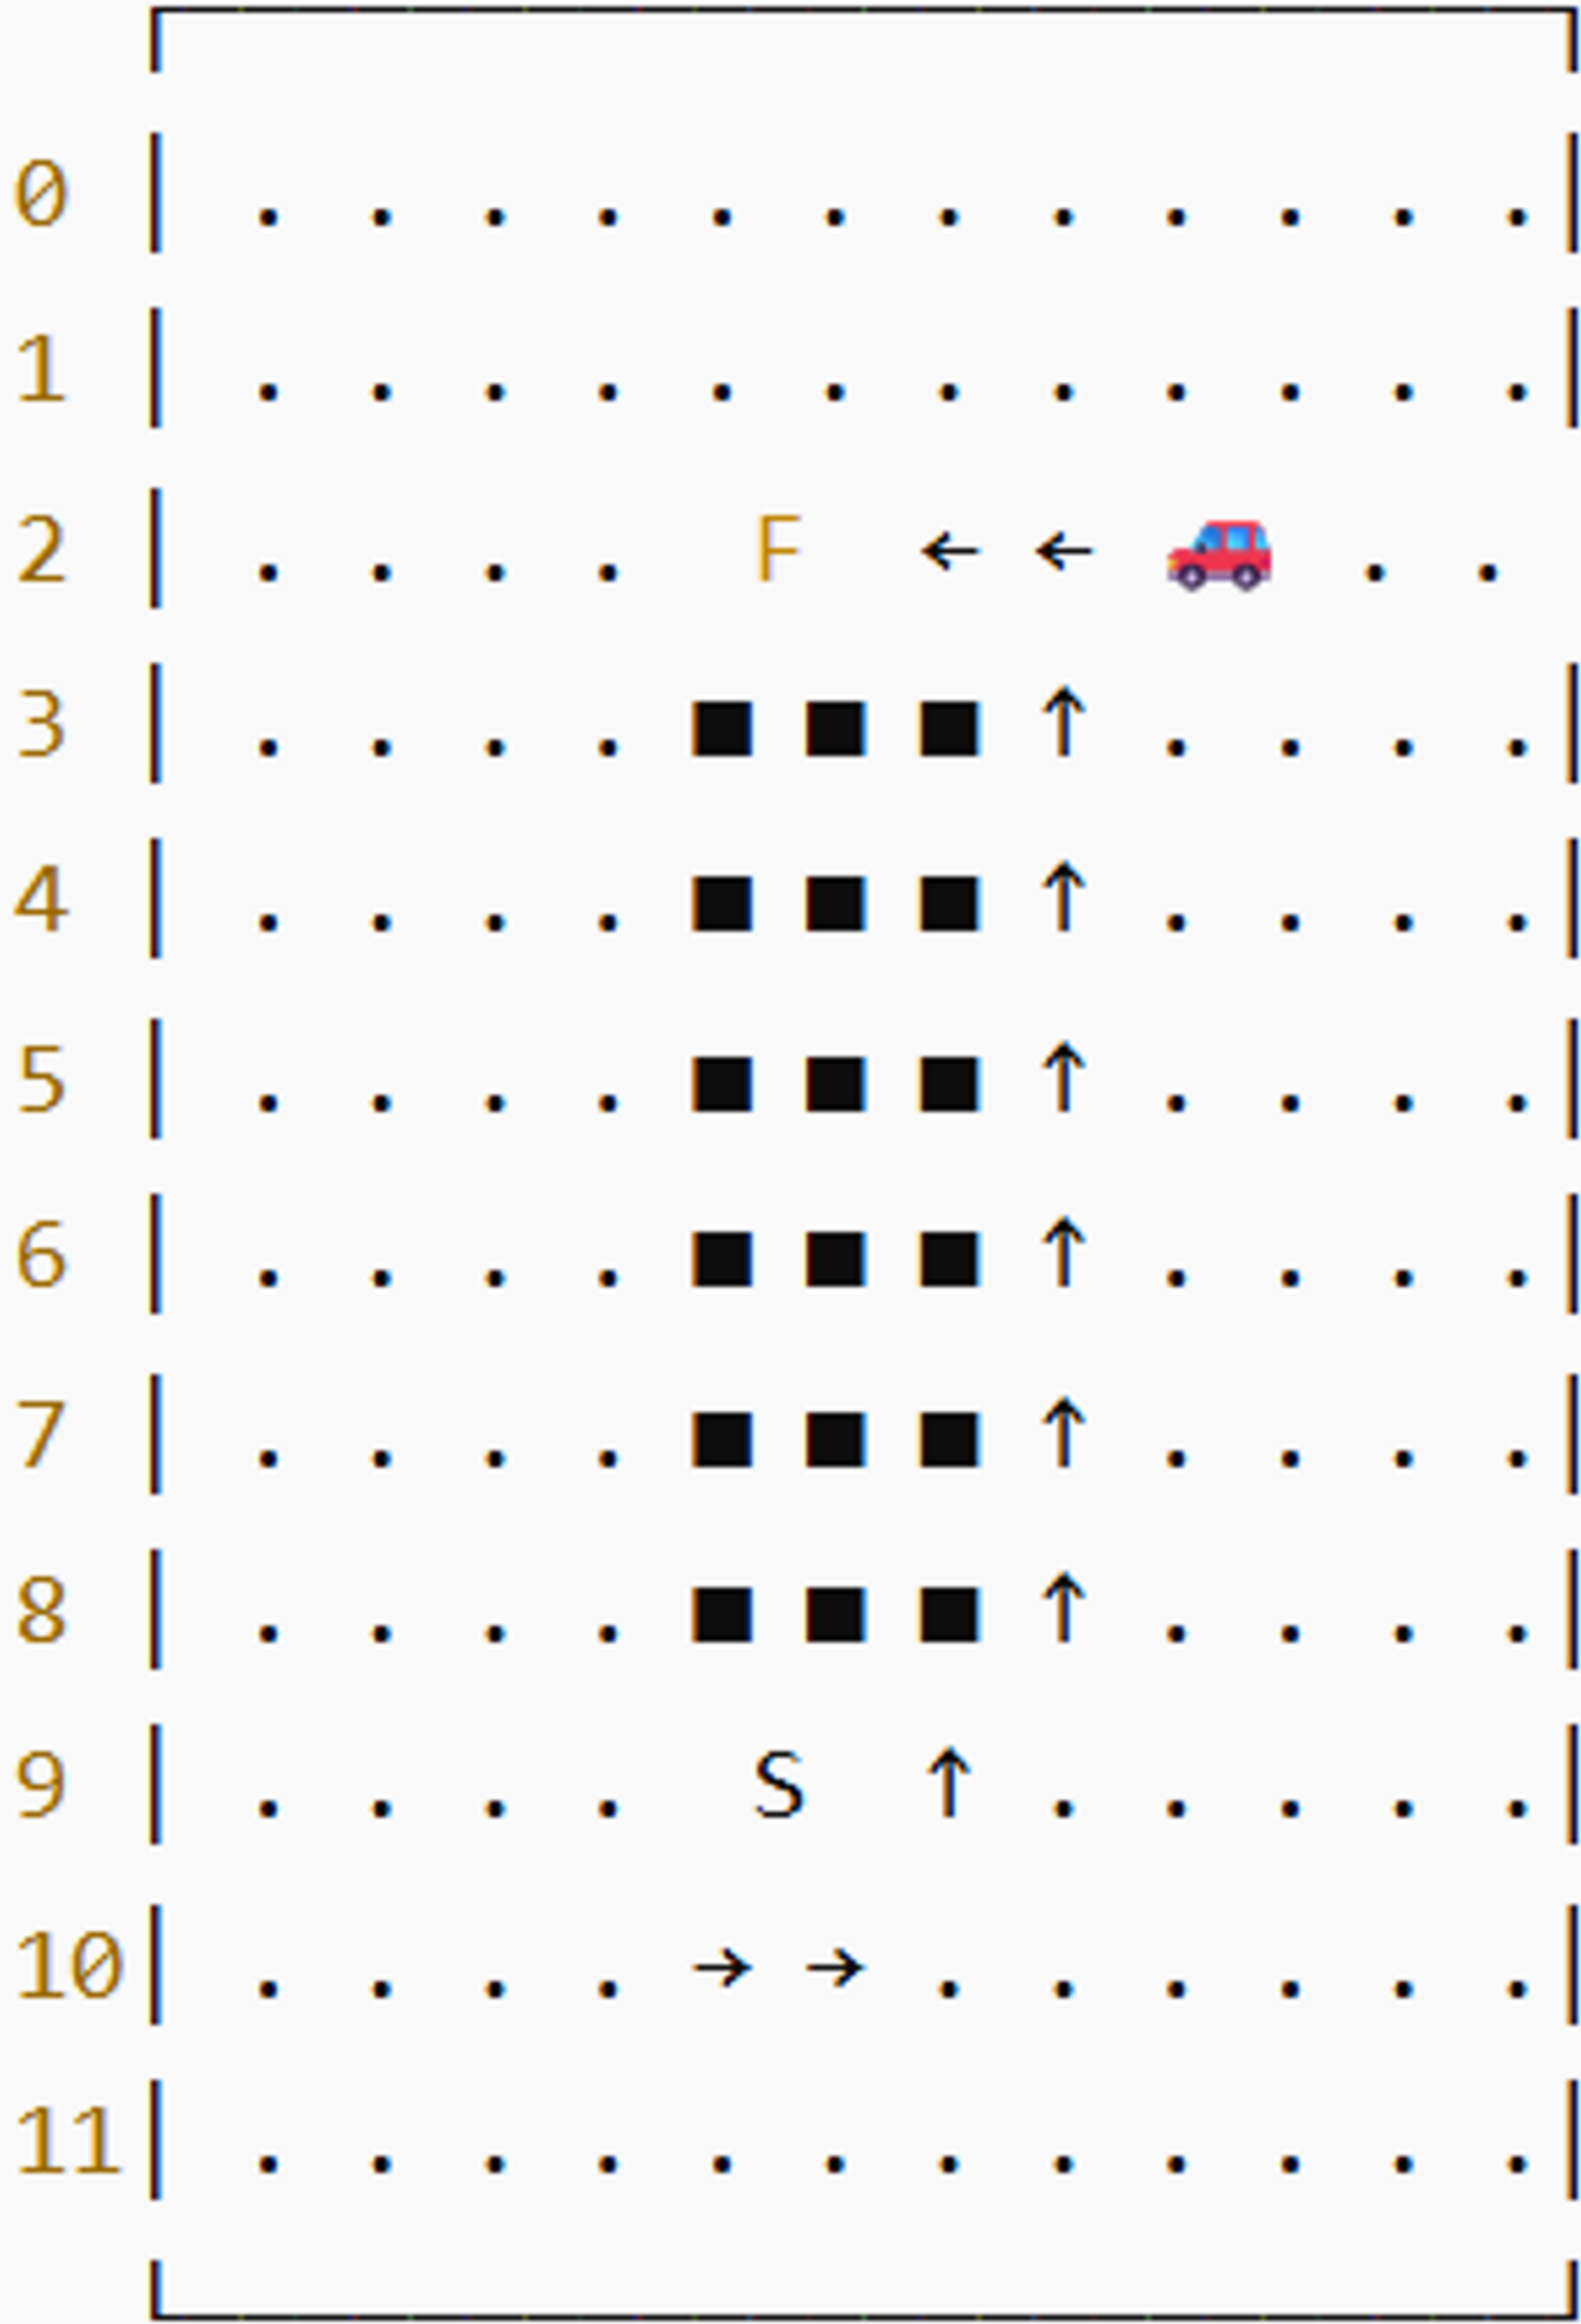 0 | . . . . . . . . . . . .|
1 | . . . . . . . . . . . .|
2 | . . . . F ← ← 🚗 . .
3 | . . . . ■ ■ ■ ↑ . . . .|
4 | . . . . ■ ■ ■ ↑ . . . .|
5 | . . . . ■ ■ ■ ↑ . . . .|
6 | . . . . ■ ■ ■ ↑ . . . .|
7 | . . . . ■ ■ ■ ↑ . . . .|
8 | . . . . ■ ■ ■ ↑ . . . .|
9 | . . . . S ↑ . . . . .|
10| . . . . → → . . . . . .|
11| . . . . . . . . . . . .|